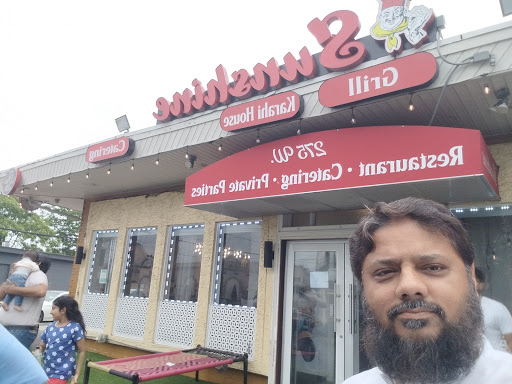 Sunshine
Grill
Karahi House
Catering
275 W.
Restaurant • Catering • Private Parties